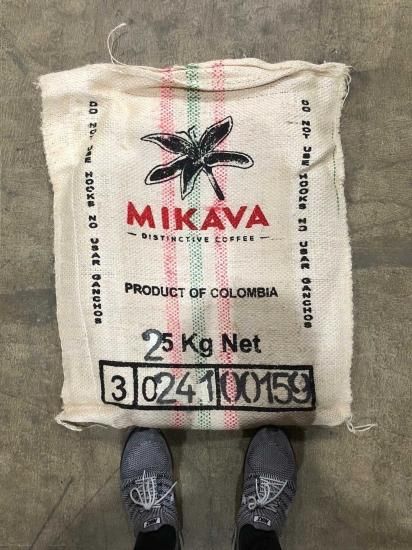 MIKAVA
DISTINCTIVE COFFEE
PRODUCT OF COLOMBIA
25 Kg Net
3 0241 00159
DO NOT USE HOOKS NO USAR GANCHOS
DO NOT USE HOOKS NO USAR GANCHOS